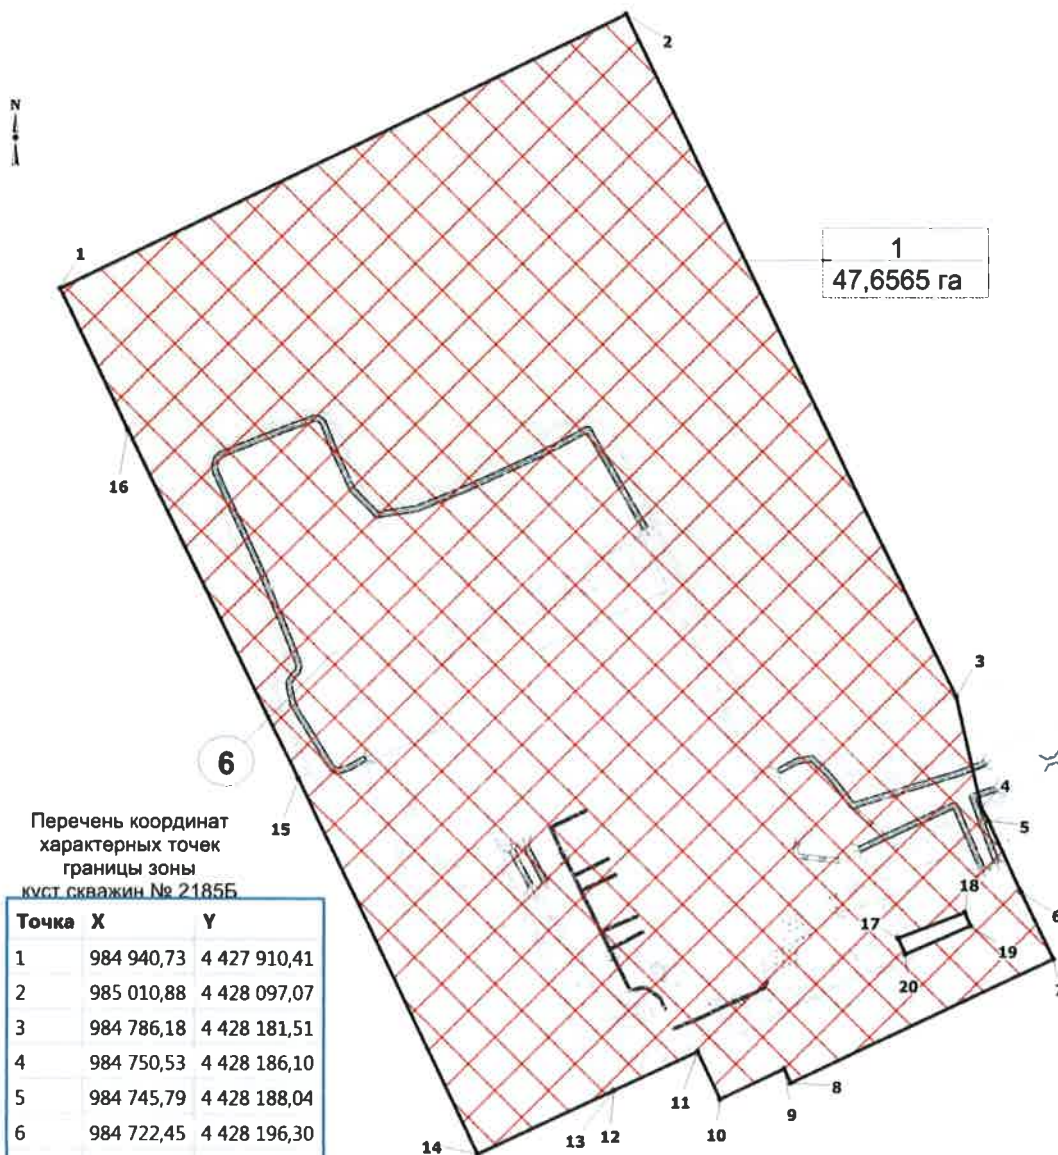 2
N
1
1
47,6565 га
16
3
6
4
5
15
Перечень координат
характерных точек
границы зоны
куст скважин № 2185Б
18
6
17
19
20
7
Точка X Y
1 984 940,73 4 427 910,41
2 985 010,88 4 428 097,07
3 984 786,18 4 428 181,51
4 984 750,53 4 428 186,10
5 984 745,79 4 428 188,04
6 984 722,45 4 428 196,30
11
8
9
10
13
12
14